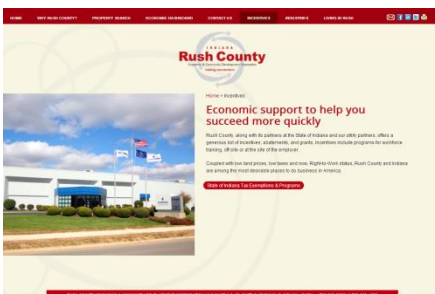 HOME WHY RUSH COUNTY? PROPERTY SEARCH ECONOMIC DASHBOARD CONTACT US INCENTIVES INDUSTRIES LIVING IN RUSH
INDIANA
Rush County
Home • Incentives
Economic support to help you
succeed more quickly
Rush County, along with its partners at the State of Indiana and our utility partners, offers a
generous list of incentives, abatements, and grants. Incentives include programs for workforce
training, off-site or at the site of the employer.
Coupled with low land prices, low taxes and now, Right-to-Work status, Rush County and Indiana
are among the most desirable places to do business in America.
State of Indiana Tax Exemptions & Programs